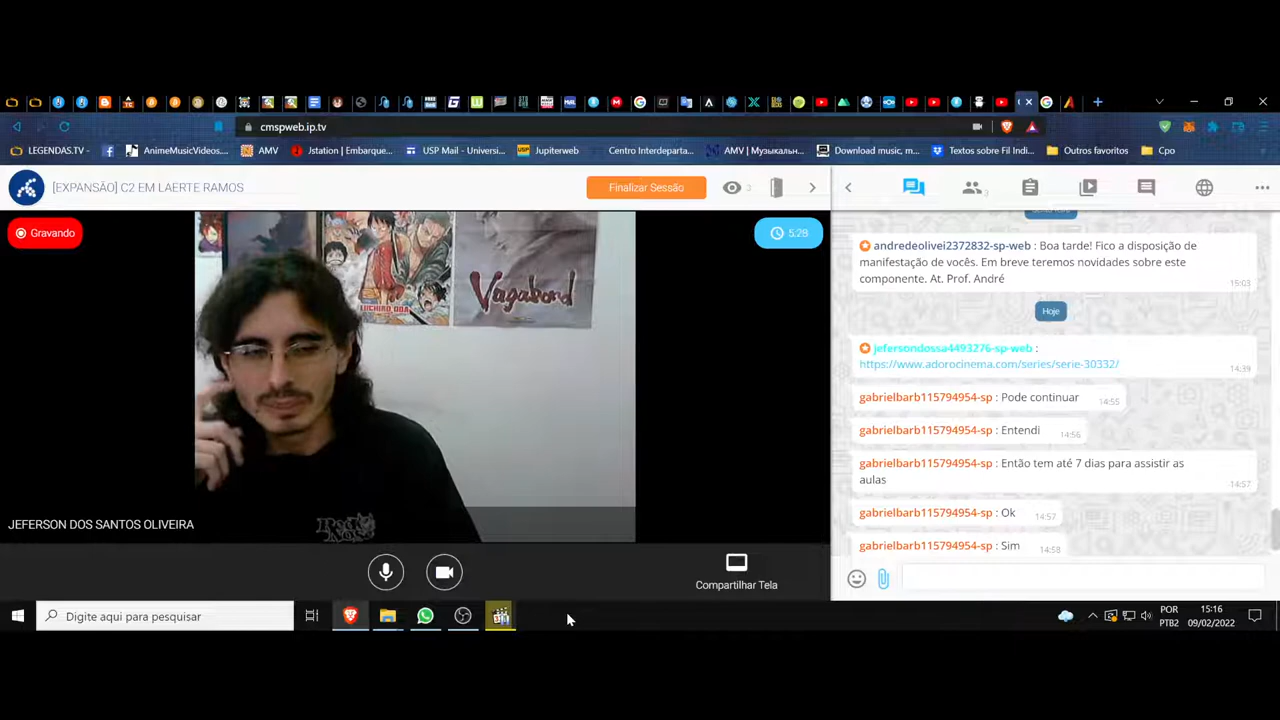 cmspweb.ip.tv
LEGENDAS.TV -
AnimeMusicVideos...
AMV
Jstation | Embarque...
USP Mail - Universi...
Jupiterweb
Centro Interdeparta...
AMV | Музыкальн...
Download music, m...
Textos sobre Fil Indi...
Outros favoritos
Cpo
[EXPANSÃO] C2 EM LAERTE RAMOS
Finalizar Sessão
3
3
Gravando
5:28
Vagabond
EIICHIRO ODA
JEFERSON DOS SANTOS OLIVEIRA
Compartilhar Tela
andredeolivei2372832-sp-web : Boa tarde! Fico a disposição de
manifestação de vocês. Em breve teremos novidades sobre este
componente. At. Prof. André
15:03
Hoje
jefersondossa4493276-sp-web :
https://www.adorocinema.com/series/serie-30332/
14:39
gabrielbarb115794954-sp : Pode continuar
14:55
gabrielbarb115794954-sp : Entendi
14:56
gabrielbarb115794954-sp : Então tem até 7 dias para assistir as
aulas
14:57
gabrielbarb115794954-sp : Ok
14:57
gabrielbarb115794954-sp : Sim
14:58
Digite aqui para pesquisar
POR
PTB2
15:16
09/02/2022